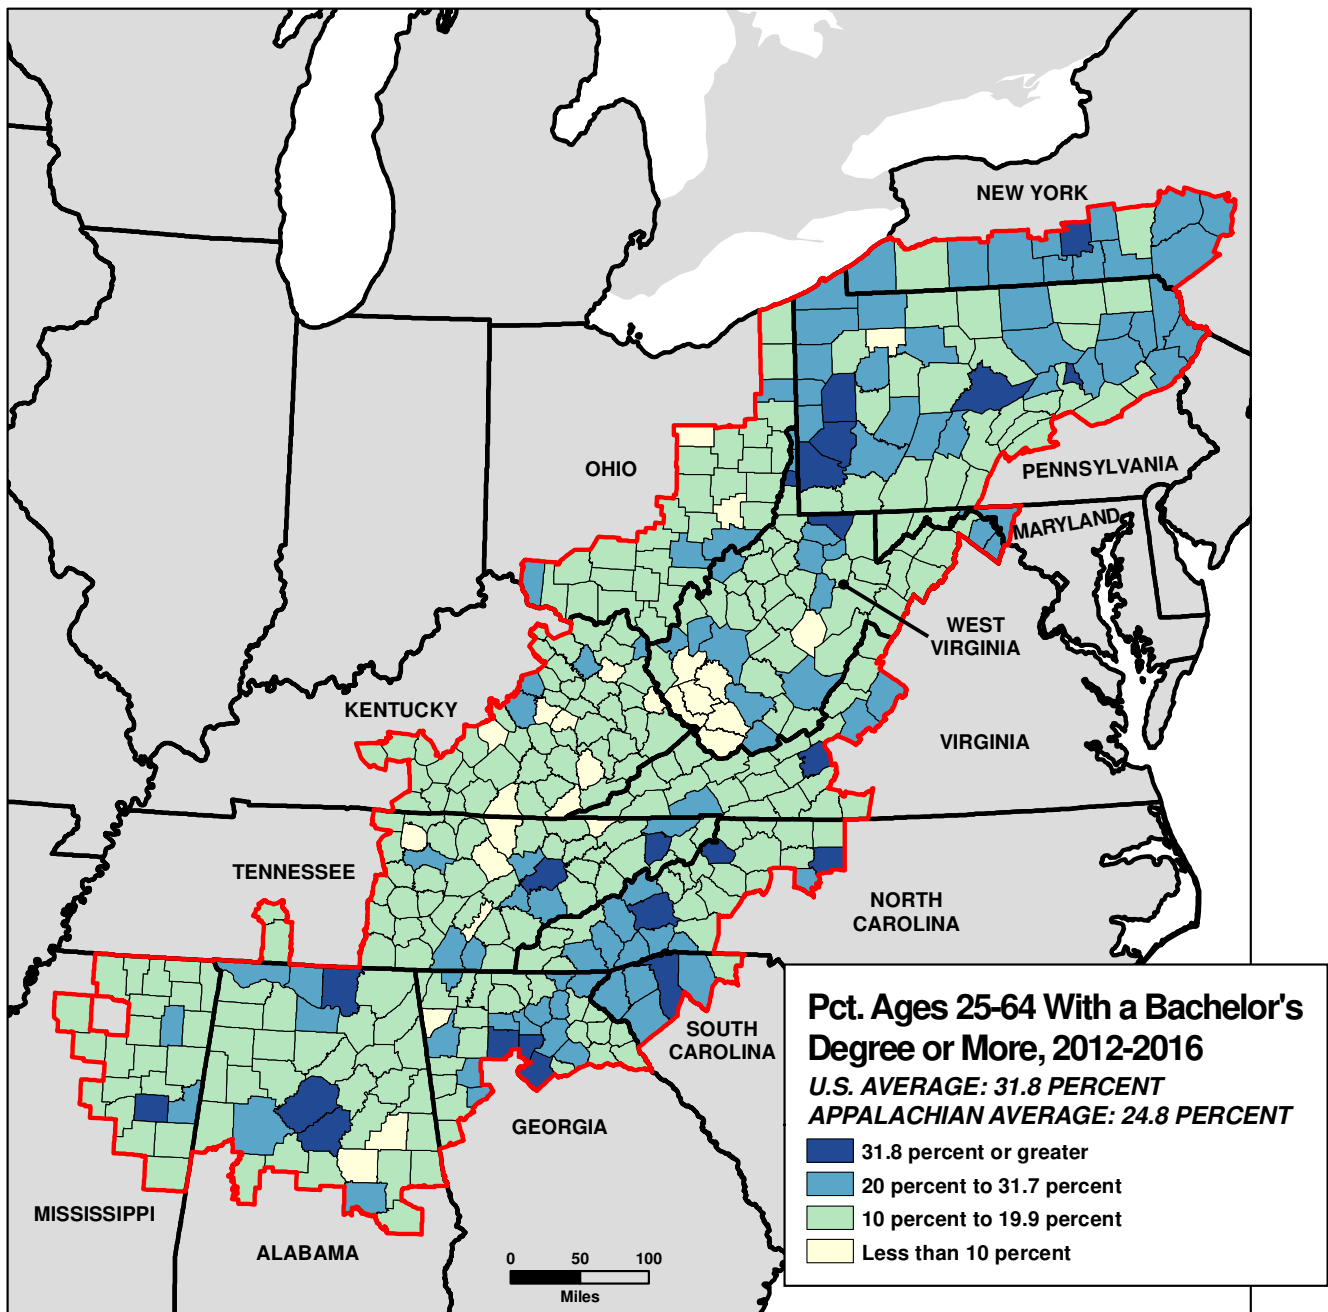 NEW YORK
OHIO
PENNSYLVANIA
MARYLAND
WEST
VIRGINIA
KENTUCKY
VIRGINIA
TENNESSEE
NORTH
CAROLINA
SOUTH
CAROLINA
GEORGIA
MISSISSIPPI
ALABAMA
0 50 100
Miles
Pct. Ages 25-64 With a Bachelor's
Degree or More, 2012-2016
U.S. AVERAGE: 31.8 PERCENT
APPALACHIAN AVERAGE: 24.8 PERCENT
31.8 percent or greater
20 percent to 31.7 percent
10 percent to 19.9 percent
Less than 10 percent